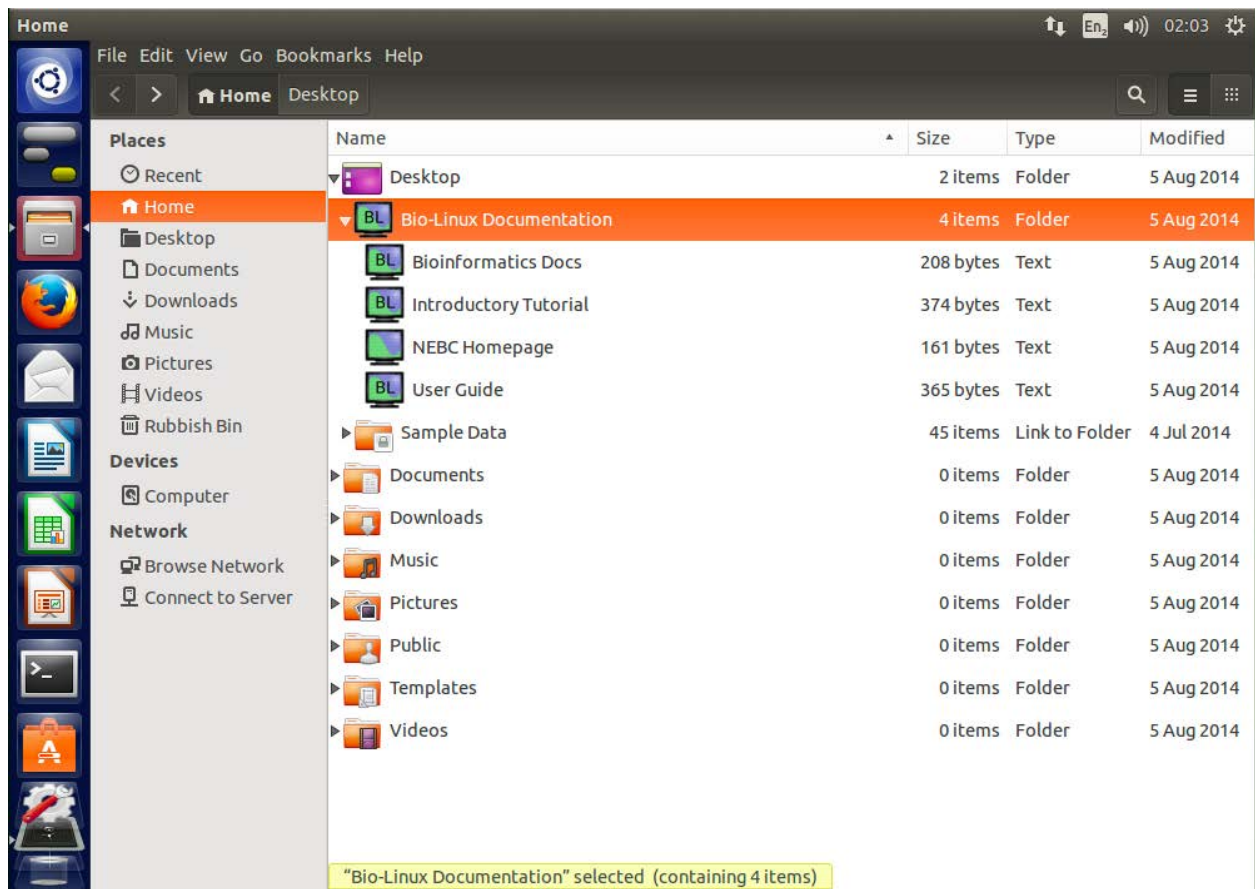 Home En2 02:03
File Edit View Go Bookmarks Help
Home Desktop
Places
Recent
Home
Desktop
Documents
Downloads
Music
Pictures
Videos
Rubbish Bin
Devices
Computer
Network
Browse Network
Connect to Server
Name Size Type Modified
Desktop 2 items Folder 5 Aug 2014
Bio-Linux Documentation 4 items Folder 5 Aug 2014
BL Bioinformatics Docs 208 bytes Text 5 Aug 2014
BL Introductory Tutorial 374 bytes Text 5 Aug 2014
NEBC Homepage 161 bytes Text 5 Aug 2014
BL User Guide 365 bytes Text 5 Aug 2014
Sample Data 45 items Link to Folder 4 Jul 2014
Documents 0 items Folder 5 Aug 2014
Downloads 0 items Folder 5 Aug 2014
Music 0 items Folder 5 Aug 2014
Pictures 0 items Folder 5 Aug 2014
Public 0 items Folder 5 Aug 2014
Templates 0 items Folder 5 Aug 2014
Videos 0 items Folder 5 Aug 2014
“Bio-Linux Documentation” selected (containing 4 items)